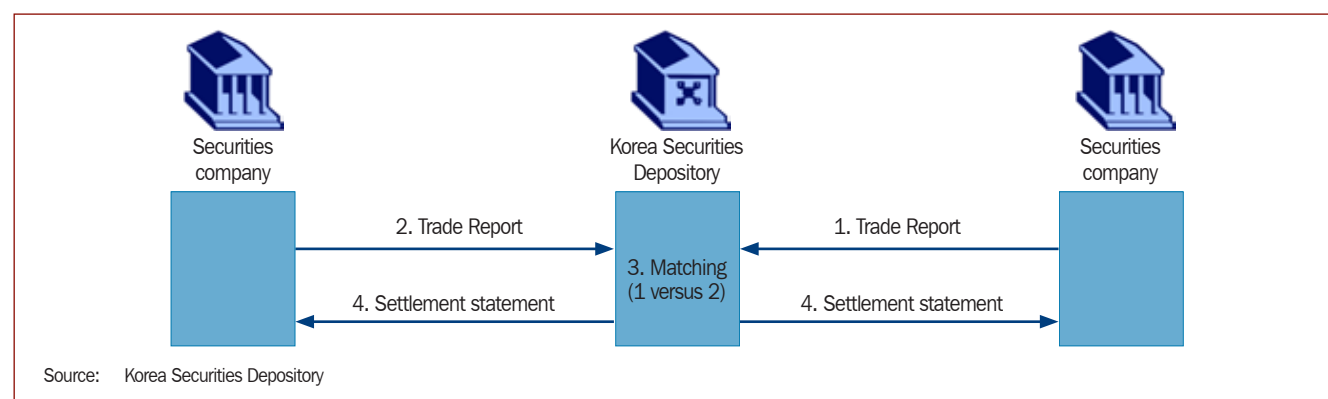 Securities
company
Korea Securities
Depository
Securities
company
2. Trade Report
1. Trade Report
3. Matching
(1 versus 2)
4. Settlement statement
4. Settlement statement
Source: Korea Securities Depository